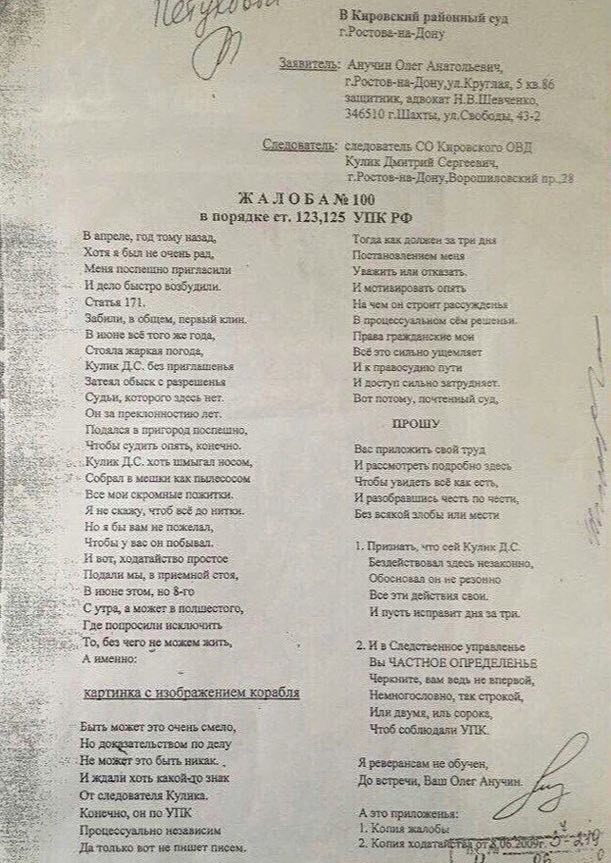 Петуховой
В Кировский районный суд
г.Ростова-на-Дону
Заявитель: Анучин Олег Анатольевич,
г.Ростов-на-Дону,ул.Круглая, 5 кв.86
защитник, адвокат Н.В.Шевченко,
346510 г.Шахты, ул.Свободы, 43-2
Следователь: следователь СО Кировского ОВД
Кулик Дмитрий Сергеевич,
г.Ростов-на-Дону,Ворошиловский пр.,28
Ж А Л О Б А № 100
в порядке ст. 123,125 УПК РФ
В апреле, год тому назад,
Хотя я был не очень рад,
Меня поспешно пригласили
И дело быстро возбудили.
Статья 171.
Забили, в общем, первый клин.
В июне всё того же года,
Стояла жаркая погода,
Кулик Д.С. без приглашенья
Затеял обыск с разрешенья
Судьи, которого здесь нет.
Он за преклонностию лет.
Подался в пригород поспешно,
Чтобы судить опять, конечно.
Кулик Д.С. хоть шмыгал носом,
Собрал в мешки как пылесосом
Все мои скромные пожитки.
Я не скажу, чтоб всё до нитки.
Но я бы вам не пожелал,
Чтобы у вас он побывал.
И вот, ходатайство простое
Подали мы, в приемной стоя,
В июне этом, но 8-го
С утра, а может в полшестого,
Где попросили исключить
То, без чего не можем жить,
А именно:
картинка с изображением корабля
Быть может это очень смело,
Но доказательством по делу
Не может это быть никак. .
И ждали хоть какой-до знак
От следователя Кулика.
Конечно, он по УПК
Процессуально независим
Да только вот не пишет писем.
Тогда как должен за три дня
Постановлением меня
Уважить или отказать.
И мотивировать опять
На чем он строит рассужденья
В процессуальном сём решеньи.
Права гражданские мои
Всё это сильно ущемляет
И к правосудию пути
И доступ сильно затрудняет.
Вот потому, почтенный суд,
ПРОШУ
Вас приложить свой труд
И рассмотреть подробно здесь
Чтобы увидеть всё как есть,
И разобравшись честь по чести,
Без всякой злобы или мести
1. Признать, что сей Кулик Д.С.
Бездействовал здесь незаконно,
Обосновал он не резонно
Все эти действия свои.
И пусть исправит дня за три.
2. И в Следственное управленье
Вы ЧАСТНОЕ ОПРЕДЕЛЕНЬЕ
Черкните, вам ведь не впервой,
Немногословно, так строкой,
Или двумя, иль сорока,
Чтоб соблюдали УПК.
Я реверансам не обучен,
До встречи, Ваш Олег Анучин.
А это приложенья:
1. Копия жалобы
2. Копия ходатайства от 8.06.2009г.